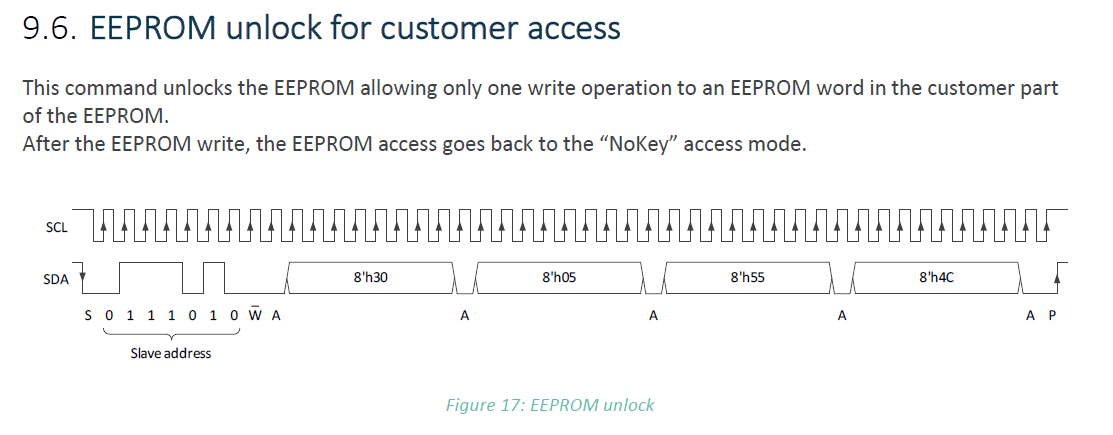 9.6. EEPROM unlock for customer access
This command unlocks the EEPROM allowing only one write operation to an EEPROM word in the customer part
of the EEPROM.
After the EEPROM write, the EEPROM access goes back to the “NoKey” access mode.
SCL
SDA 8'h30 8'h05 8'h55 8'h4C
S 0 1 1 1 0 1 0 W̅ A A A A A P
Slave address
Figure 17: EEPROM unlock